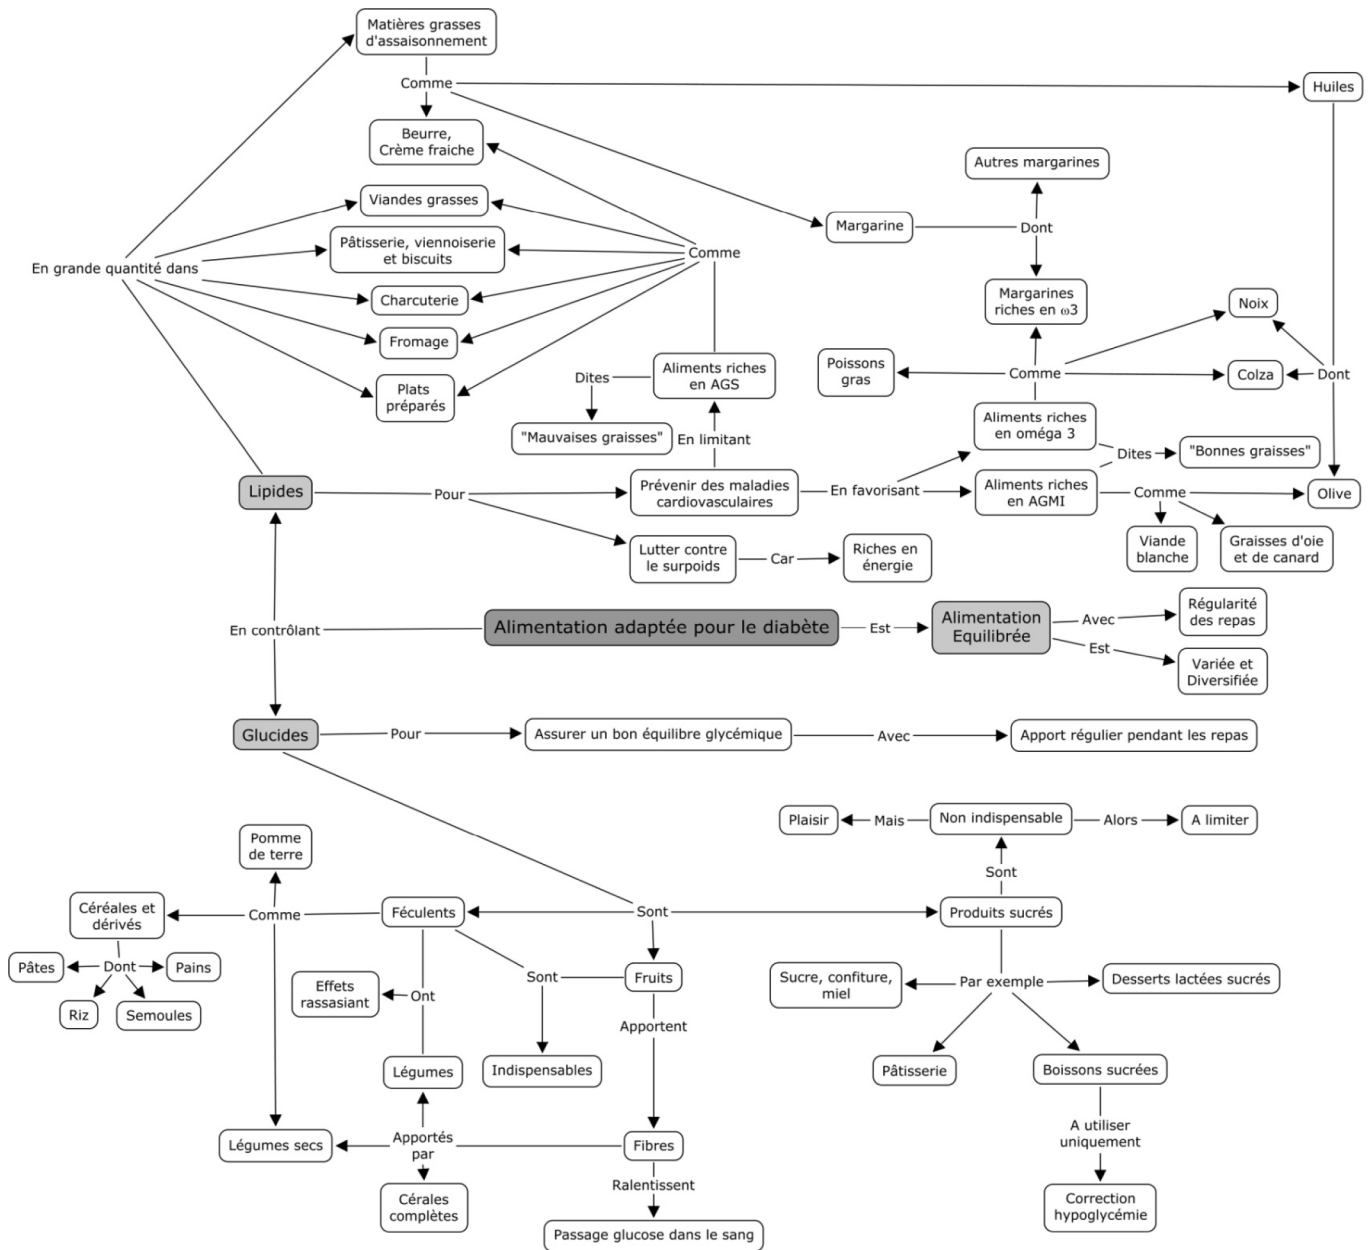 Matières grasses
d'assaisonnement
Comme
Huiles
Beurre,
Crème fraiche
Autres margarines
Viandes grasses
Margarine
Dont
Pâtisserie, viennoiserie
et biscuits
Comme
En grande quantité dans
Charcuterie
Margarines
riches en ω3
Noix
Fromage
Poissons
gras
Comme
Colza
Dont
Aliments riches
en AGS
Dites
Plats
préparés
"Mauvaises graisses"
En limitant
Aliments riches
en oméga 3
Dites
"Bonnes graisses"
Lipides
Pour
Prévenir des maladies
cardiovasculaires
En favorisant
Aliments riches
en AGMI
Comme
Olive
Lutter contre
le surpoids
Car
Riches en
énergie
Viande
blanche
Graisses d'oie
et de canard
En contrôlant
Alimentation adaptée pour le diabète
Est
Alimentation
Equilibrée
Avec
Régularité
des repas
Est
Variée et
Diversifiée
Glucides
Pour
Assurer un bon équilibre glycémique
Avec
Apport régulier pendant les repas
Plaisir
Mais
Non indispensable
Alors
A limiter
Pomme
de terre
Sont
Céréales et
dérivés
Comme
Féculents
Sont
Produits sucrés
Pâtes
Dont
Pains
Riz
Semoules
Effets
rassasiant
Ont
Sont
Fruits
Sucre, confiture,
miel
Par exemple
Desserts lactées sucrés
Apportent
Légumes
Indispensables
Pâtisserie
Boissons sucrées
A utiliser
uniquement
Légumes secs
Apportés
par
Fibres
Ralentissent
Cérales
complètes
Correction
hypoglycémie
Passage glucose dans le sang